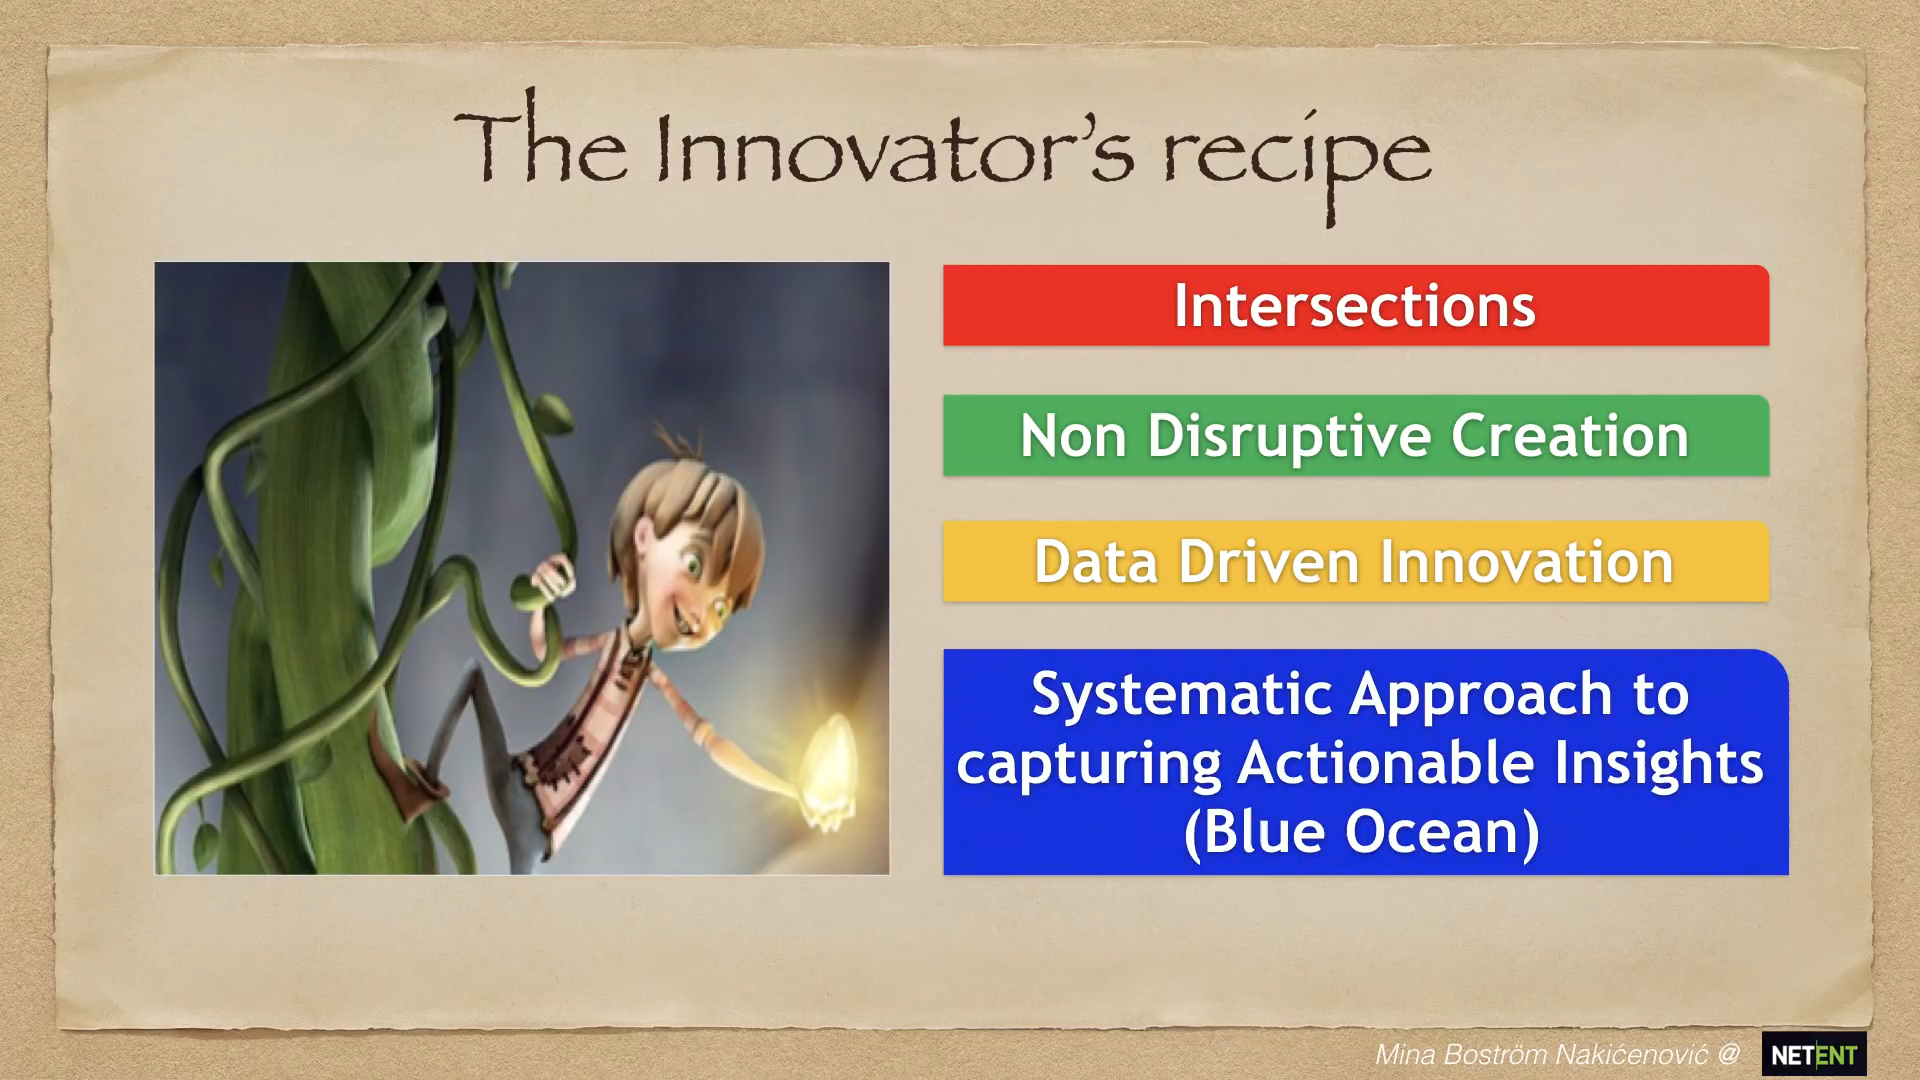 The Innovator's recipe
Intersections
Non Disruptive Creation
Data Driven Innovation
Systematic Approach to
capturing Actionable Insights
(Blue Ocean)
Mina Boström Nakićenović @
NETENT